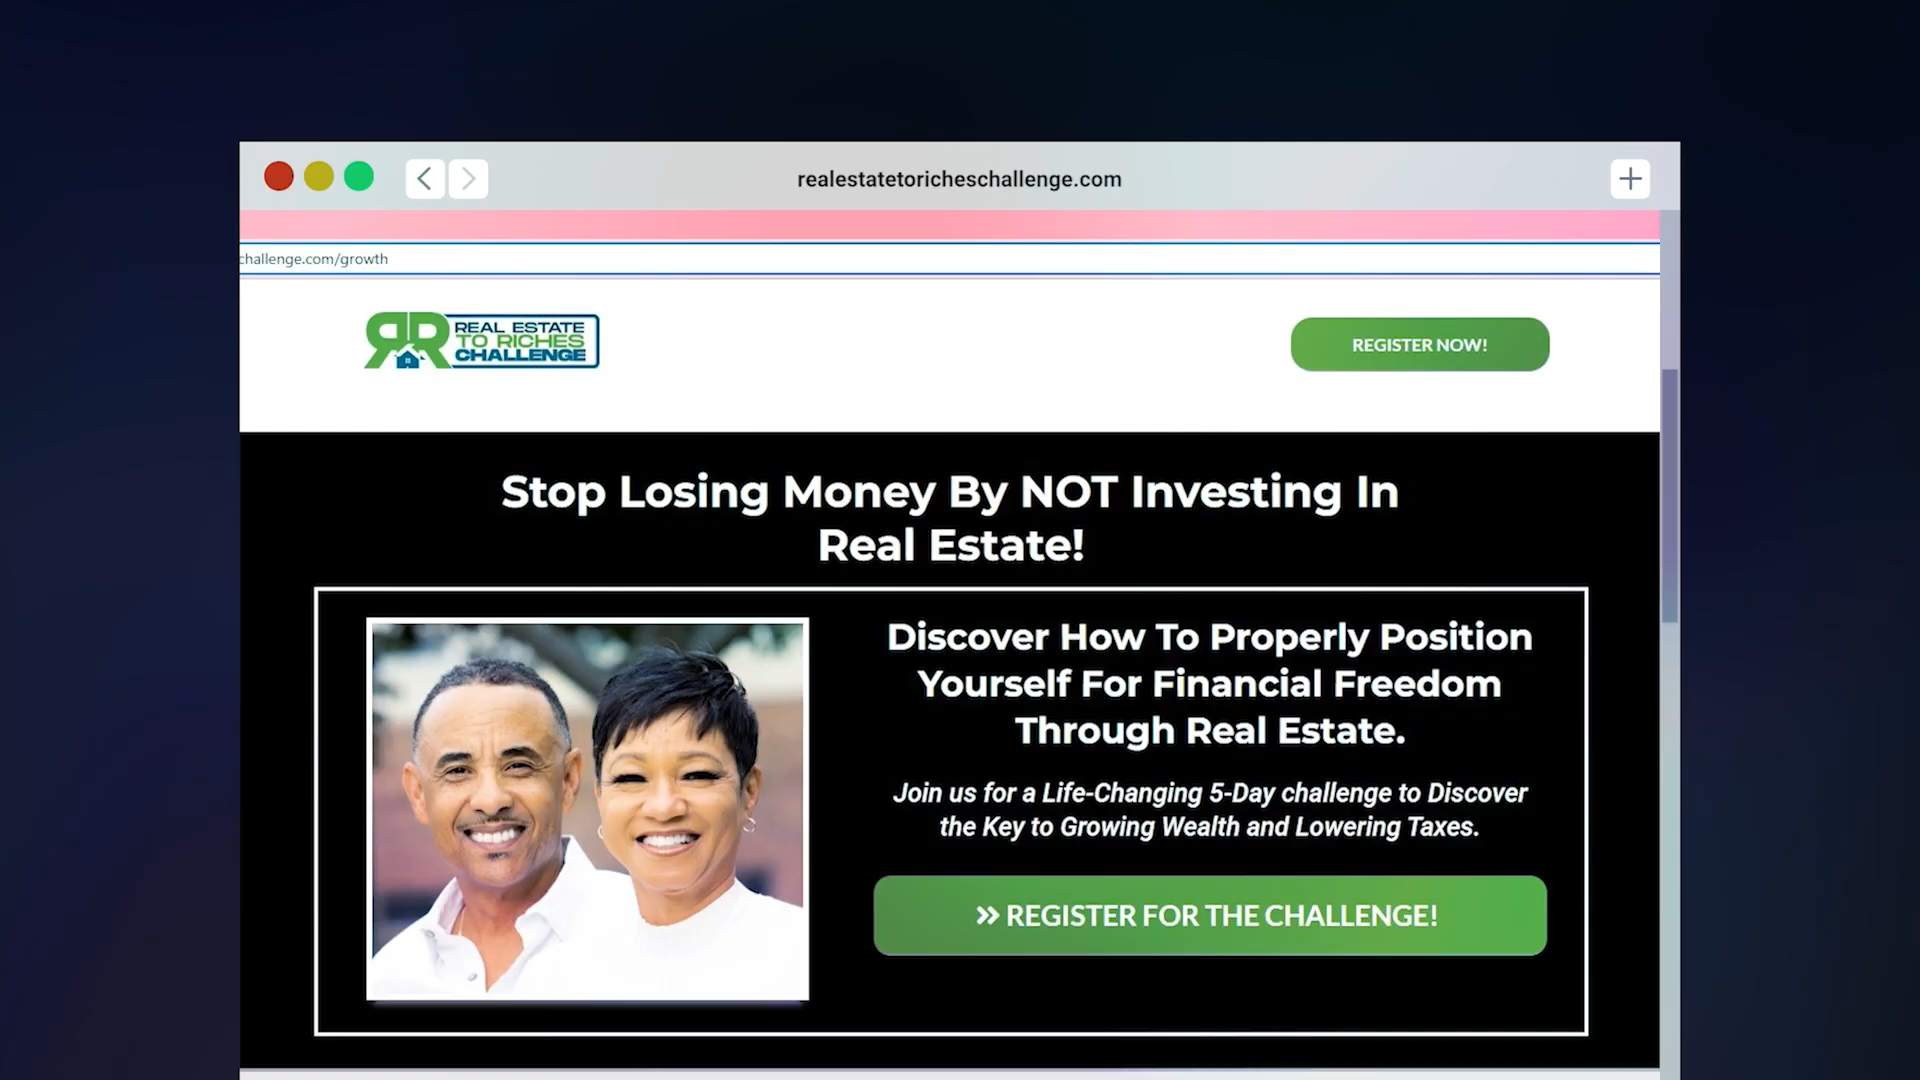 realestatetoricheschallenge.com
challenge.com/growth
REAL ESTATE
TO RICHES
CHALLENGE
REGISTER NOW!
Stop Losing Money By NOT Investing In
Real Estate!
Discover How To Properly Position
Yourself For Financial Freedom
Through Real Estate.
Join us for a Life-Changing 5-Day challenge to Discover
the Key to Growing Wealth and Lowering Taxes.
» REGISTER FOR THE CHALLENGE!